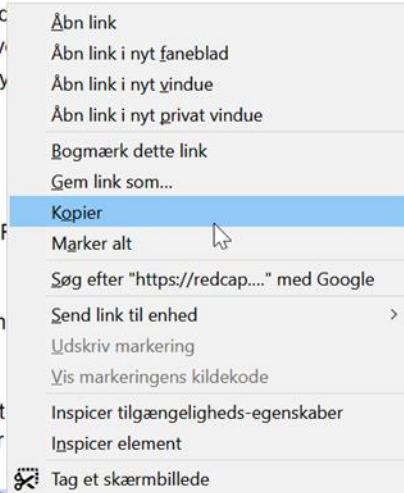 Åbn link
Åbn link i nyt faneblad
Åbn link i nyt vindue
Åbn link i nyt privat vindue
Bogmærk dette link
Gem link som...
Kopier
Marker alt
Søg efter "https://redcap...." med Google
Send link til enhed
Udskriv markering
Vis markeringens kildekode
Inspicer tilgængeligheds-egenskaber
Inspicer element
Tag et skærmbillede